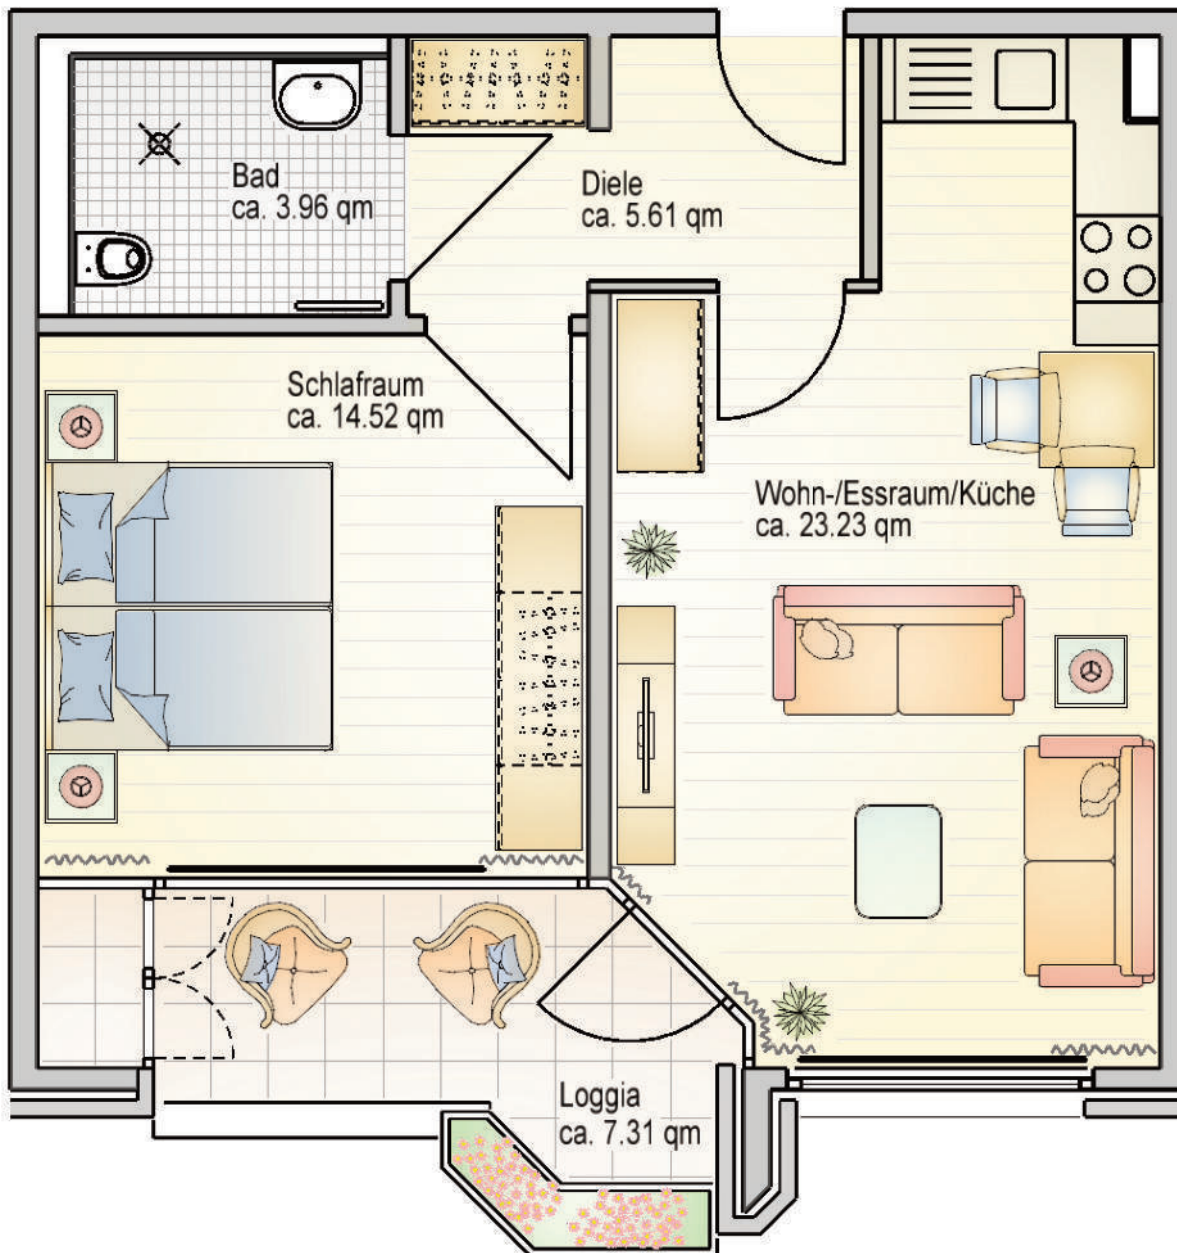 Bad
ca. 3.96 qm
Diele
ca. 5.61 qm
Schlafraum
ca. 14.52 qm
Wohn-/Essraum/Küche
ca. 23.23 qm
Loggia
ca. 7.31 qm